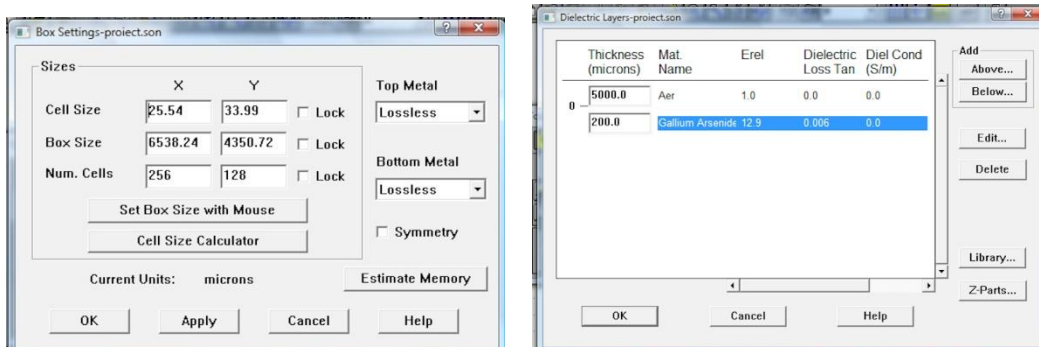 Box Settings-proiect.son
Sizes
X Y
Cell Size 25.54 33.99 Lock
Box Size 6538.24 4350.72 Lock
Num. Cells 256 128 Lock
Set Box Size with Mouse
Cell Size Calculator
Top Metal
Lossless
Bottom Metal
Lossless
Symmetry
Current Units: microns
Estimate Memory
OK Apply Cancel Help
Dielectric Layers-proiect.son
Thickness Mat. Erel Dielectric Diel Cond
(microns) Name Loss Tan (S/m)
0 5000.0 Aer 1.0 0.0 0.0
200.0 Gallium Arsenide 12.9 0.006 0.0
Add
Above...
Below...
Edit...
Delete
Library...
Z-Parts...
OK Cancel Help